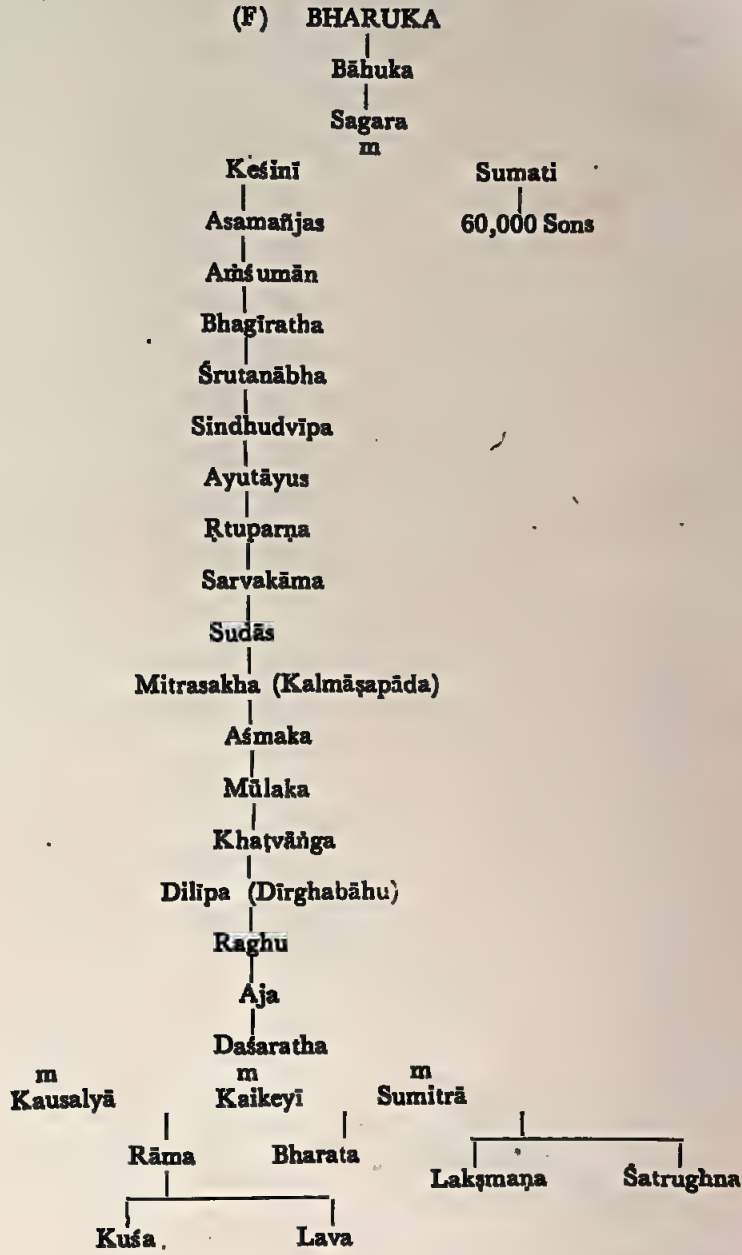 (F) BHARUKA
Bāhuka
Sagara
m
Keśinī Sumati
Asamañjas 60,000 Sons
Aṁśumān
Bhagīratha
Śrutanābha
Sindhudvīpa
Ayutāyus
Ṛtuparṇa
Sarvakāma
Sudās
Mitrasakha (Kalmāṣapāda)
Aśmaka
Mūlaka
Khaṭvāṅga
Dilīpa (Dīrghabāhu)
Raghu
Aja
Daśaratha
m m m
Kausalyā Kaikeyī Sumitrā
Rāma Bharata
Lakṣmaṇa Śatrughna
Kuśa Lava